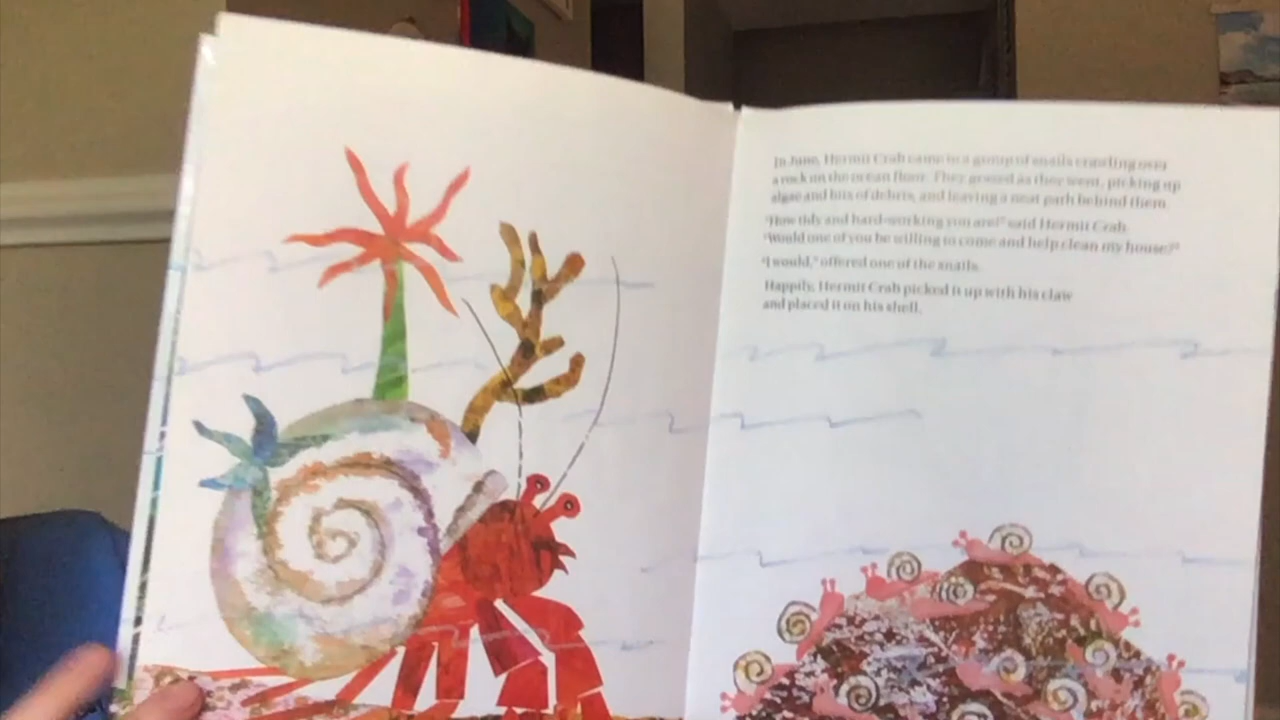 In June, Hermit Crab came to a group of snails crawling over
a rock on the ocean floor. They grazed as they went, picking up
algae and bits of debris, and leaving a neat path behind them.
"How tidy and hard-working you are!" said Hermit Crab.
"Would one of you be willing to come and help clean my house?"
"I would," offered one of the snails.
Happily, Hermit Crab picked it up with his claw
and placed it on his shell.